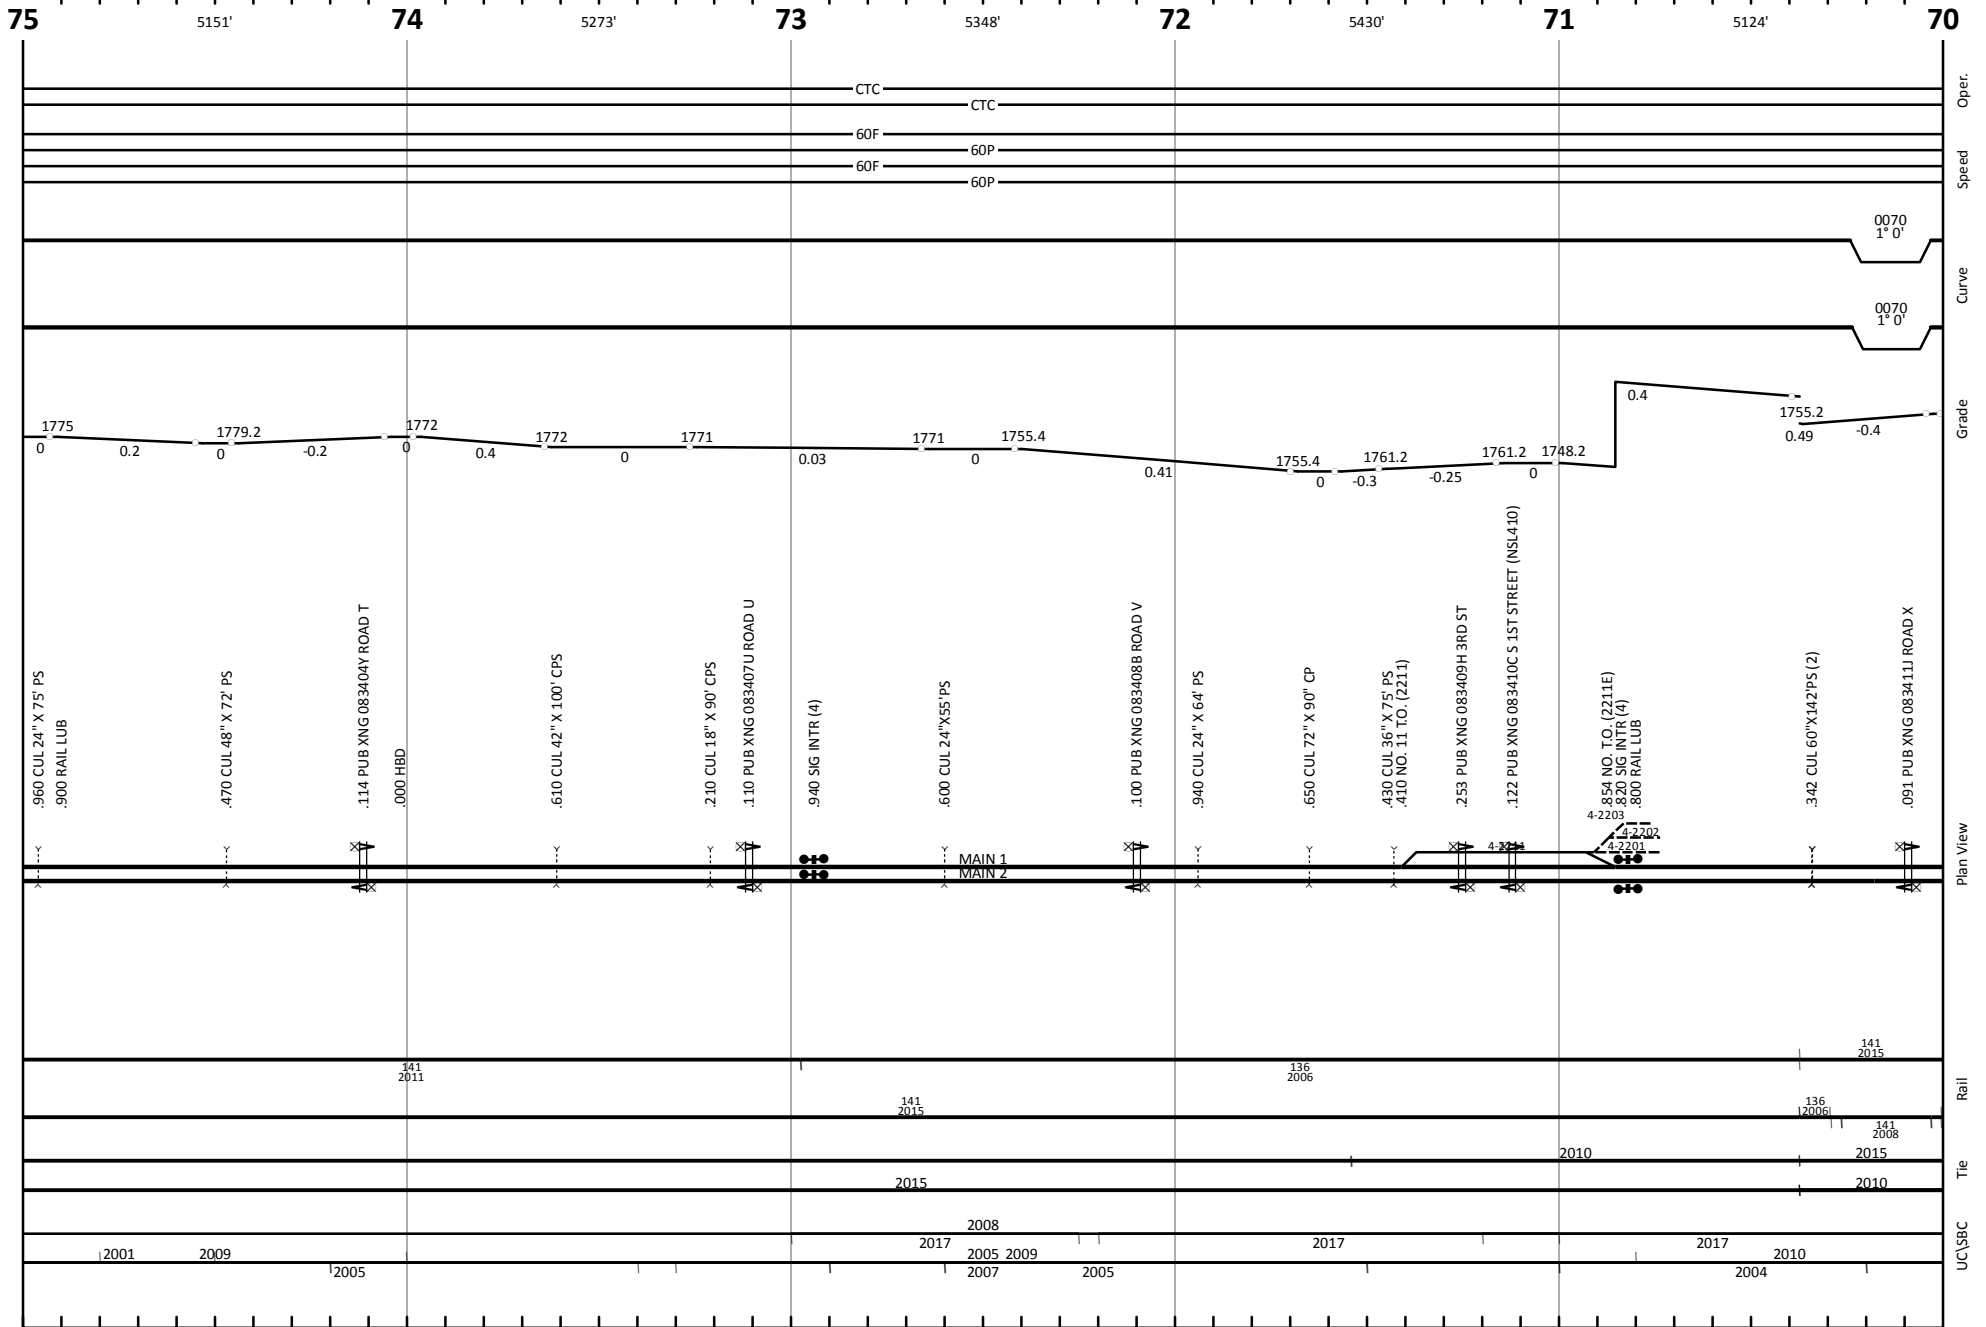 75 5151' 74 5273' 73 5348' 72 5430' 71 5124' 70
Oper.
CTC
CTC
Speed
60F
60P
60F
60P
Curve
0070
1° 0'
0070
1° 0'
Grade
1775 1779.2 1772 1772 1771 1771 1755.4 1755.4 1761.2 1761.2 1748.2 1755.2
0 0.2 0 -0.2 0 0.4 0 0.03 0 0.41 0 -0.3 -0.25 0 0.4 0.49 -0.4
.960 CUL 24" X 75' PS
.900 RAIL LUB
.470 CUL 48" X 72' PS
.114 PUB XNG 083404Y ROAD T
.000 HBD
.610 CUL 42" X 100' CPS
.210 CUL 18" X 90' CPS
.110 PUB XNG 083407U ROAD U
.940 SIG INTR (4)
.600 CUL 24"X55'PS
.100 PUB XNG 083408B ROAD V
.940 CUL 24" X 64' PS
.650 CUL 72" X 90" CP
.430 CUL 36" X 75' PS
.410 NO. 11 T.O. (2211)
.253 PUB XNG 083409H 3RD ST
.122 PUB XNG 083410C S 1ST STREET (NSL410)
.854 NO. T.O. (2211E)
.820 SIG INTR (4)
.800 RAIL LUB
.342 CUL 60"X142'PS (2)
.091 PUB XNG 083411J ROAD X
Plan View
4-2203
4-2202
4-2201
MAIN 1
MAIN 2
Rail
141
2011
136
2006
141
2015
141
2015
136
2006
141
2008
Tie
2010 2015
2015 2010
UC\SBC
2008
2017 2017 2017
2001 2009 2005 2009 2010
2005 2007 2005 2004